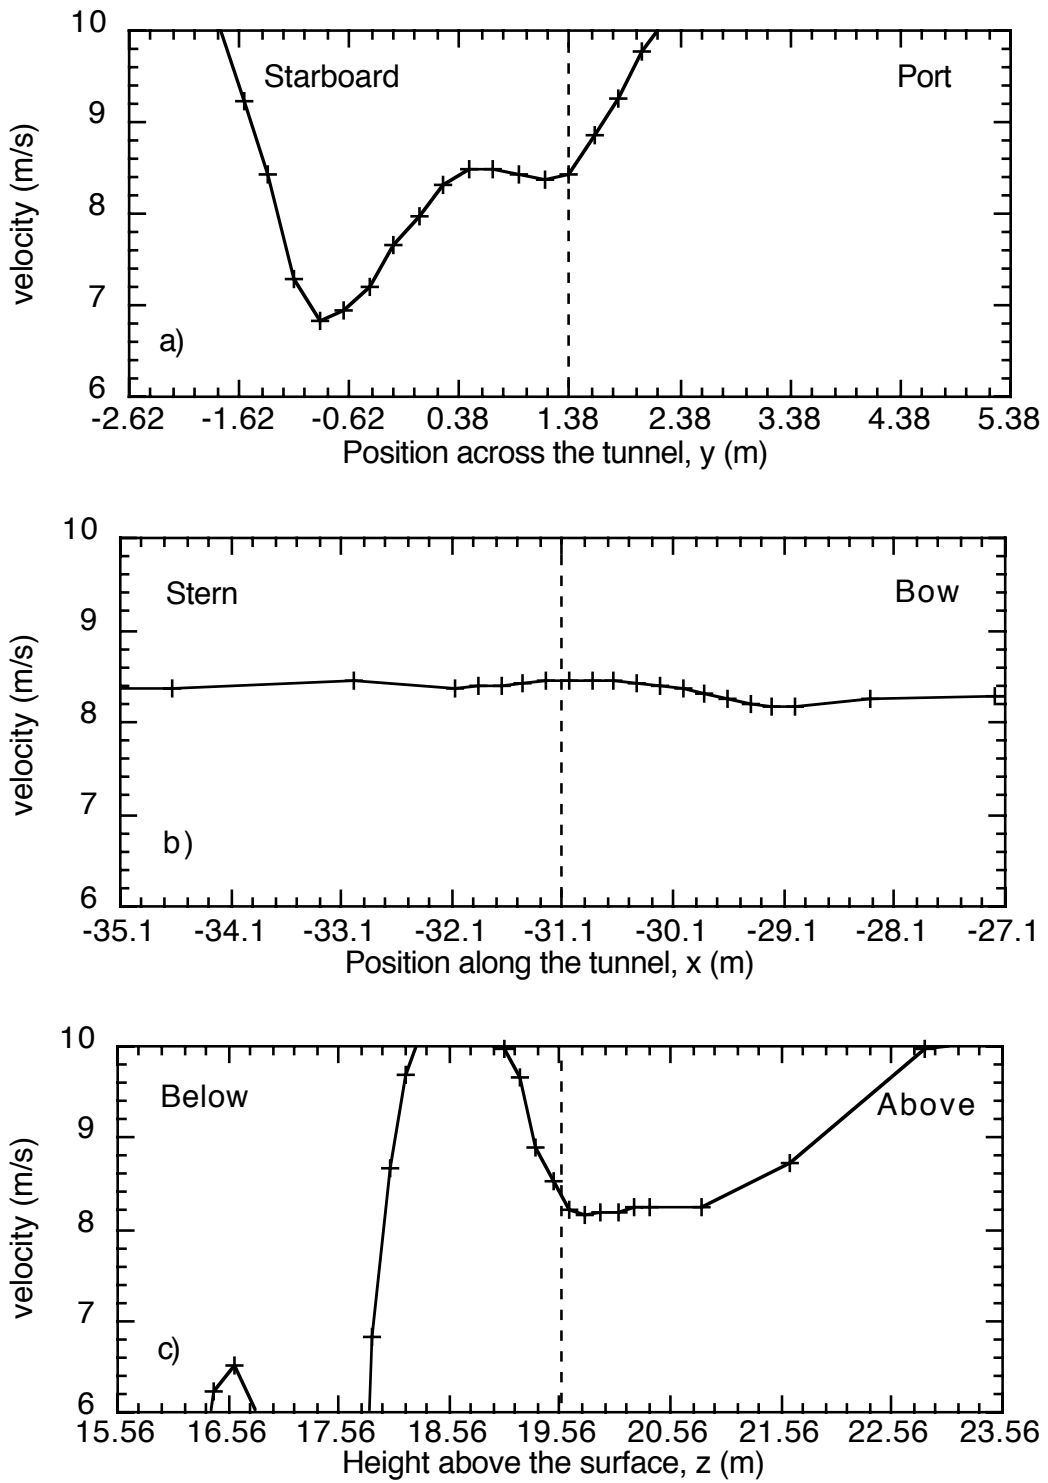 10
Starboard
Port
9
8
7
6
velocity (m/s)
a)
-2.62 -1.62 -0.62 0.38 1.38 2.38 3.38 4.38 5.38
Position across the tunnel, y (m)
10
Stern
Bow
9
8
7
6
velocity (m/s)
b)
-35.1 -34.1 -33.1 -32.1 -31.1 -30.1 -29.1 -28.1 -27.1
Position along the tunnel, x (m)
10
Below
Above
9
8
7
6
velocity (m/s)
c)
15.56 16.56 17.56 18.56 19.56 20.56 21.56 22.56 23.56
Height above the surface, z (m)